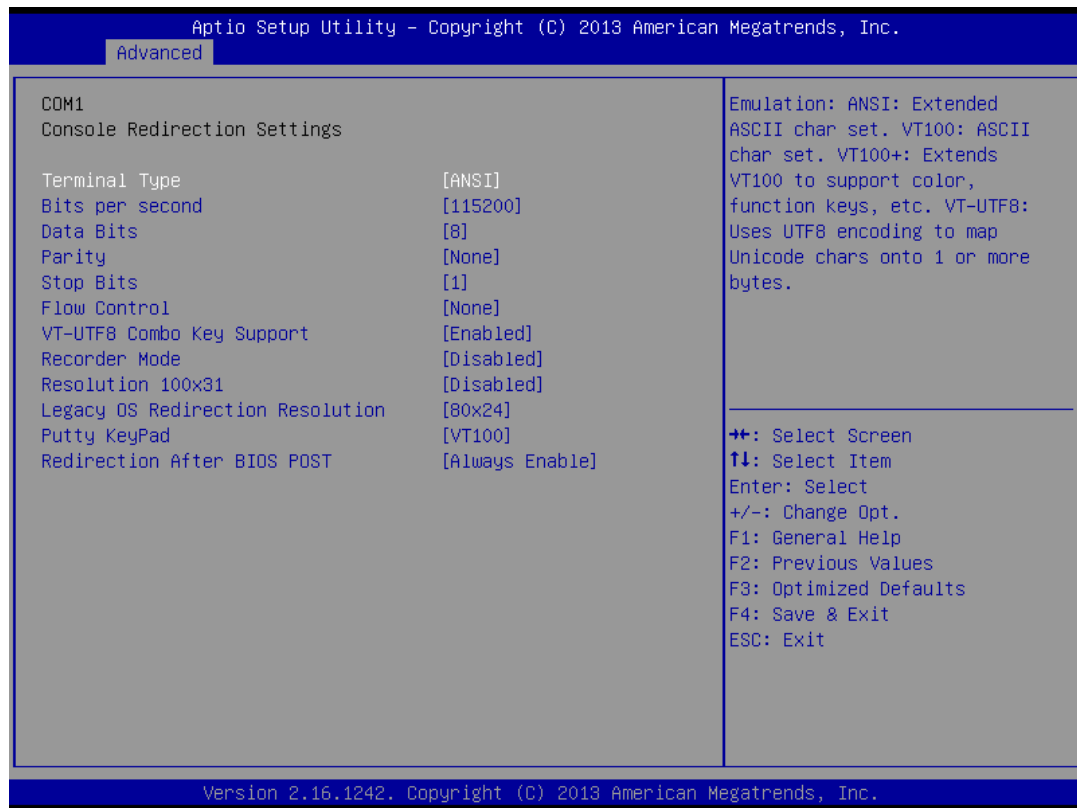 Aptio Setup Utility – Copyright (C) 2013 American Megatrends, Inc.
Advanced
COM1
Console Redirection Settings
Terminal Type [ANSI]
Bits per second [115200]
Data Bits [8]
Parity [None]
Stop Bits [1]
Flow Control [None]
VT-UTF8 Combo Key Support [Enabled]
Recorder Mode [Disabled]
Resolution 100x31 [Disabled]
Legacy OS Redirection Resolution [80x24]
Putty KeyPad [VT100]
Redirection After BIOS POST [Always Enable]
Emulation: ANSI: Extended
ASCII char set. VT100: ASCII
char set. VT100+: Extends
VT100 to support color,
function keys, etc. VT-UTF8:
Uses UTF8 encoding to map
Unicode chars onto 1 or more
bytes.
→←: Select Screen
↑↓: Select Item
Enter: Select
+/-: Change Opt.
F1: General Help
F2: Previous Values
F3: Optimized Defaults
F4: Save & Exit
ESC: Exit
Version 2.16.1242. Copyright (C) 2013 American Megatrends, Inc.